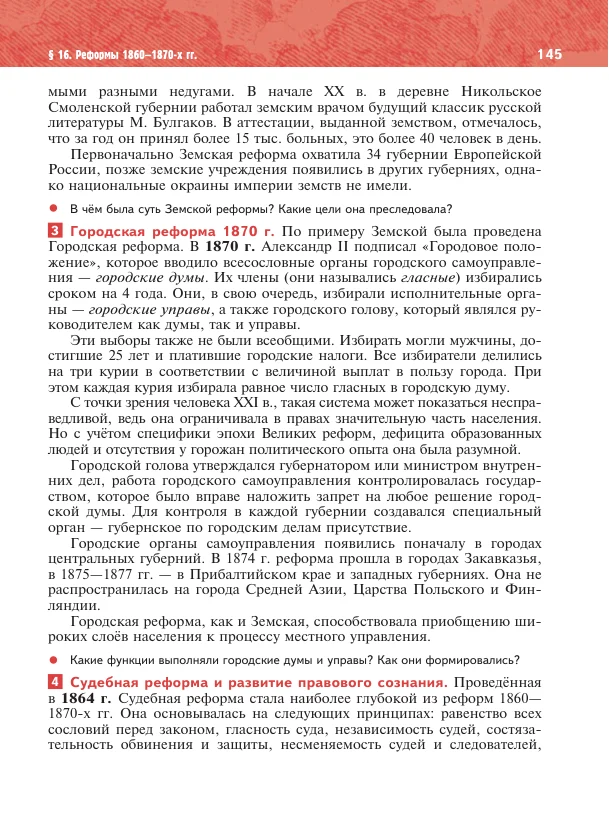 § 16. Реформы 1860–1870-х гг.
145
мыми разными недугами. В начале XX в. в деревне Никольское
Смоленской губернии работал земским врачом будущий классик русской
литературы М. Булгаков. В аттестации, выданной земством, отмечалось,
что за год он принял более 15 тыс. больных, это более 40 человек в день.
Первоначально Земская реформа охватила 34 губернии Европейской
России, позже земские учреждения появились в других губерниях, одна-
ко национальные окраины империи земств не имели.
• В чём была суть Земской реформы? Какие цели она преследовала?
3 Городская реформа 1870 г. По примеру Земской была проведена
Городская реформа. В 1870 г. Александр II подписал «Городовое поло-
жение», которое вводило всесословные органы городского самоуправле-
ния — городские думы. Их члены (они назывались гласные) избирались
сроком на 4 года. Они, в свою очередь, избирали исполнительные орга-
ны — городские управы, а также городского голову, который являлся ру-
ководителем как думы, так и управы.
Эти выборы также не были всеобщими. Избирать могли мужчины, до-
стигшие 25 лет и платившие городские налоги. Все избиратели делились
на три курии в соответствии с величиной выплат в пользу города. При
этом каждая курия избирала равное число гласных в городскую думу.
С точки зрения человека XXI в., такая система может показаться неспра-
ведливой, ведь она ограничивала в правах значительную часть населения.
Но с учётом специфики эпохи Великих реформ, дефицита образованных
людей и отсутствия у горожан политического опыта она была разумной.
Городской голова утверждался губернатором или министром внутрен-
них дел, работа городского самоуправления контролировалась государ-
ством, которое было вправе наложить запрет на любое решение город-
ской думы. Для контроля в каждой губернии создавался специальный
орган — губернское по городским делам присутствие.
Городские органы самоуправления появились поначалу в городах
центральных губерний. В 1874 г. реформа прошла в городах Закавказья,
в 1875—1877 гг. — в Прибалтийском крае и западных губерниях. Она не
распространилась на города Средней Азии, Царства Польского и Фин-
ляндии.
Городская реформа, как и Земская, способствовала приобщению ши-
роких слоёв населения к процессу местного управления.
• Какие функции выполняли городские думы и управы? Как они формировались?
4 Судебная реформа и развитие правового сознания. Проведённая
в 1864 г. Судебная реформа стала наиболее глубокой из реформ 1860—
1870-х гг. Она основывалась на следующих принципах: равенство всех
сословий перед законом, гласность суда, независимость судей, состяза-
тельность обвинения и защиты, несменяемость судей и следователей,